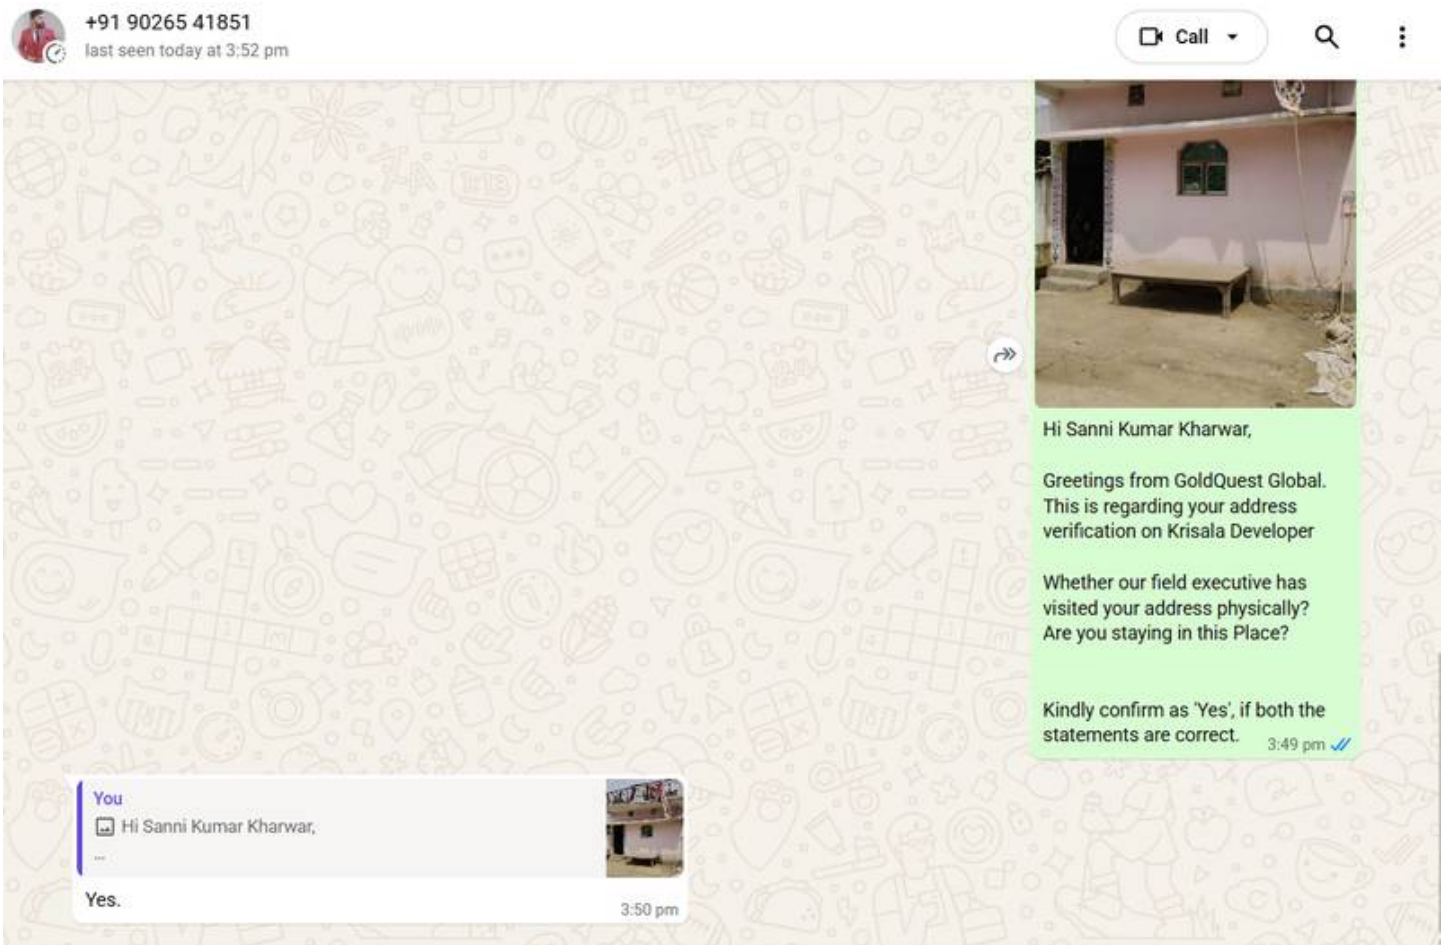 +91 90265 41851
Call
last seen today at 3:52 pm
Hi Sanni Kumar Kharwar,
Greetings from GoldQuest Global.
This is regarding your address
verification on Krisala Developer
Whether our field executive has
visited your address physically?
Are you staying in this Place?
Kindly confirm as 'Yes', if both the
statements are correct.
3:49 pm
You
Hi Sanni Kumar Kharwar,
...
Yes.
3:50 pm